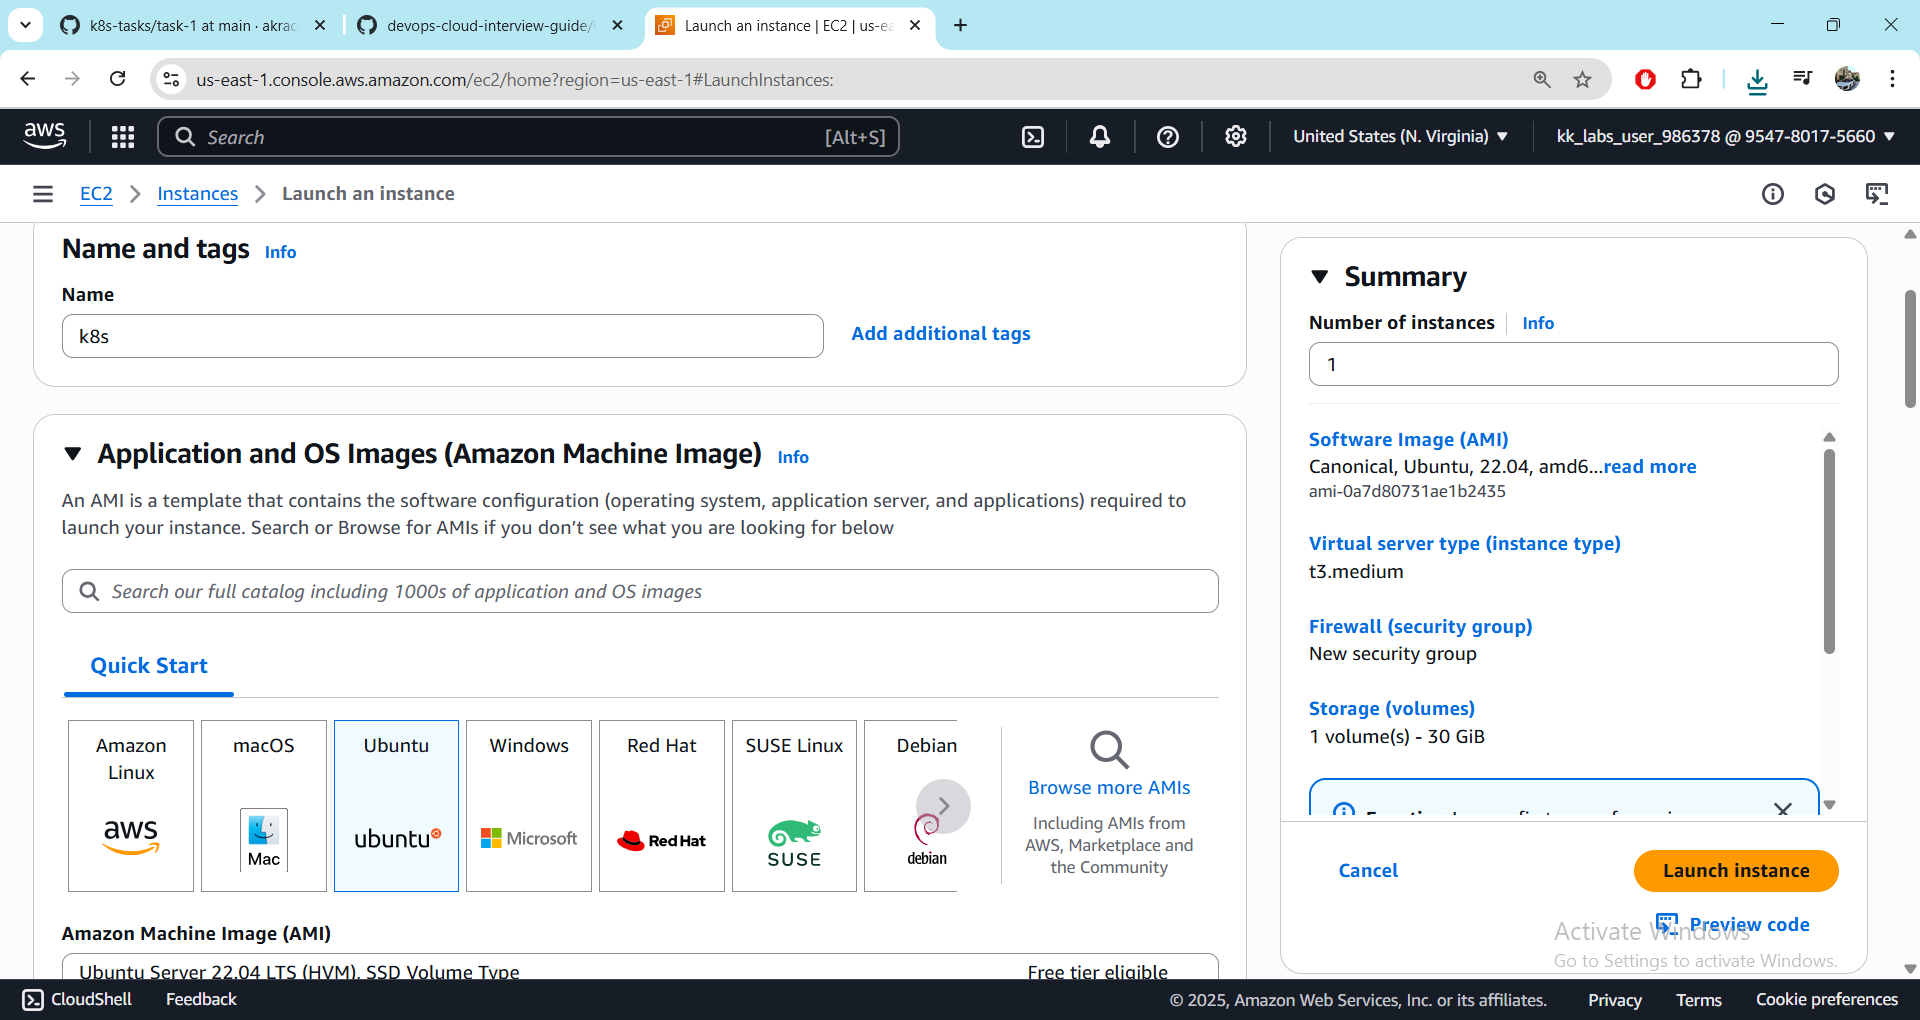 k8s-tasks/task-1 at main · akrac
devops-cloud-interview-guide/
Launch an instance | EC2 | us-ea
us-east-1.console.aws.amazon.com/ec2/home?region=us-east-1#LaunchInstances:
aws
Search
[Alt+S]
United States (N. Virginia)
kk_labs_user_986378 @ 9547-8017-5660
EC2
Instances
Launch an instance
Name and tags Info
Name
k8s
Add additional tags
Application and OS Images (Amazon Machine Image) Info
An AMI is a template that contains the software configuration (operating system, application server, and applications) required to
launch your instance. Search or Browse for AMIs if you don’t see what you are looking for below
Search our full catalog including 1000s of application and OS images
Quick Start
Amazon
Linux
aws
macOS
Mac
Ubuntu
ubuntu
Windows
Microsoft
Red Hat
Red Hat
SUSE Linux
SUSE
Debian
debian
Browse more AMIs
Including AMIs from
AWS, Marketplace and
the Community
Amazon Machine Image (AMI)
Ubuntu Server 22.04 LTS (HVM), SSD Volume Type
Free tier eligible
Summary
Number of instances Info
1
Software Image (AMI)
Canonical, Ubuntu, 22.04, amd6...read more
ami-0a7d80731ae1b2435
Virtual server type (instance type)
t3.medium
Firewall (security group)
New security group
Storage (volumes)
1 volume(s) - 30 GiB
Cancel
Launch instance
Preview code
Activate Windows
Go to Settings to activate Windows.
CloudShell
Feedback
© 2025, Amazon Web Services, Inc. or its affiliates.
Privacy
Terms
Cookie preferences